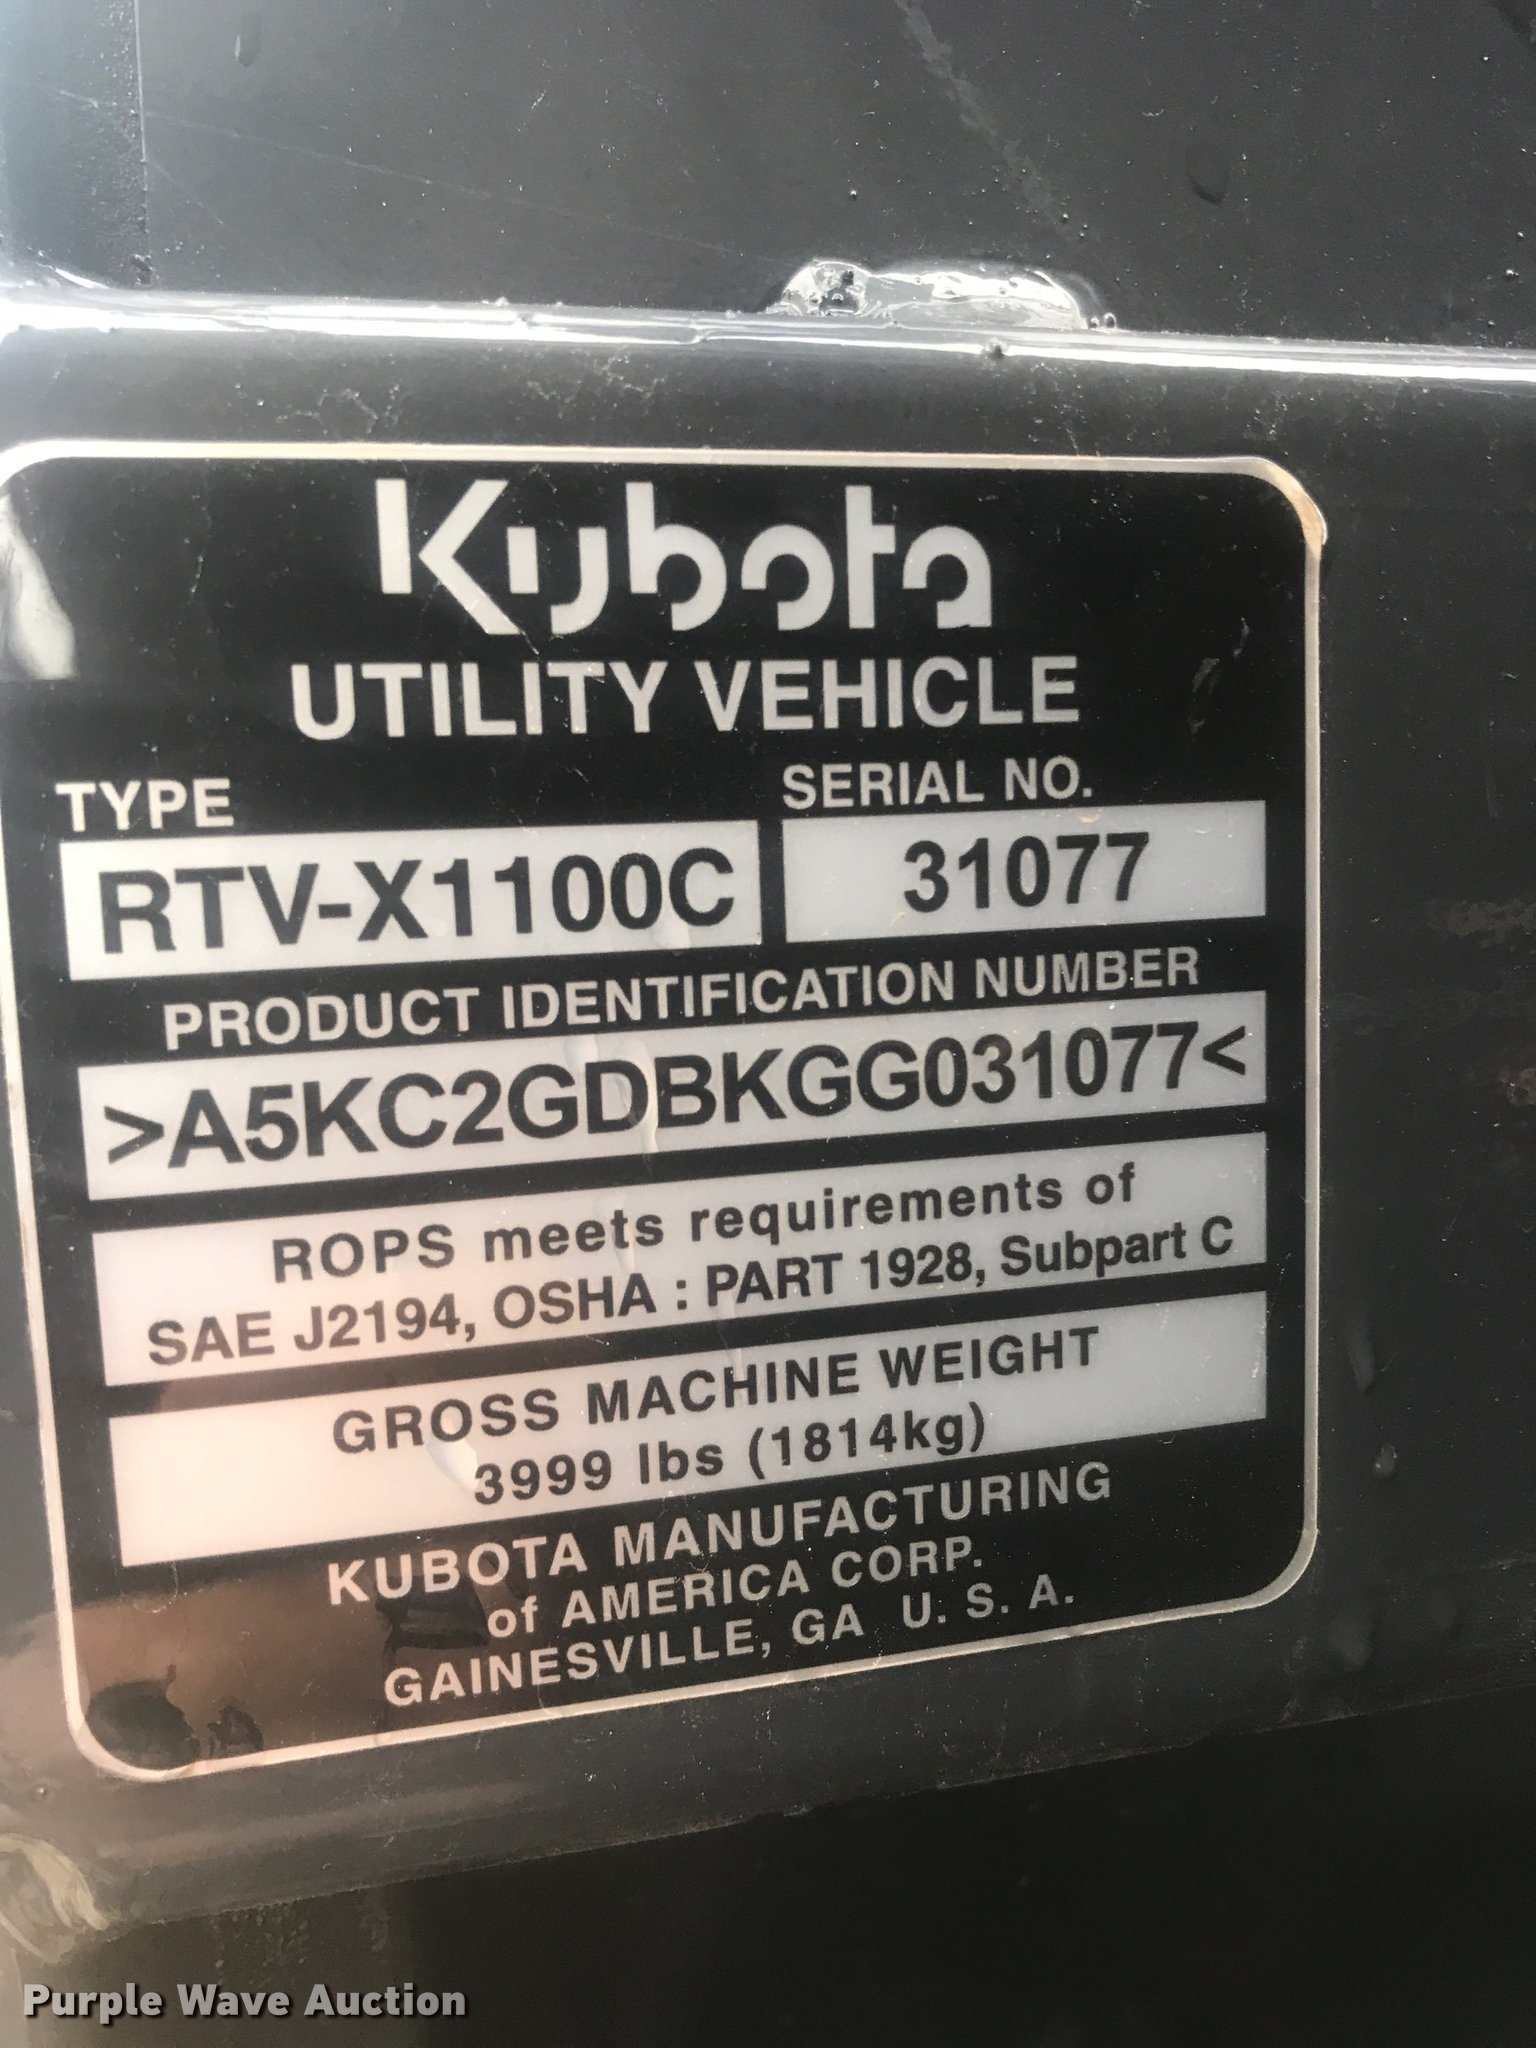 Kubota
UTILITY VEHICLE
TYPE
SERIAL NO.
RTV-X1100C
31077
PRODUCT IDENTIFICATION NUMBER
>A5KC2GDBKGG031077<
ROPS meets requirements of
SAE J2194, OSHA : PART 1928, Subpart C
GROSS MACHINE WEIGHT
3999 lbs (1814kg)
KUBOTA MANUFACTURING
of AMERICA CORP.
GAINESVILLE, GA U. S. A.
Purple Wave Auction